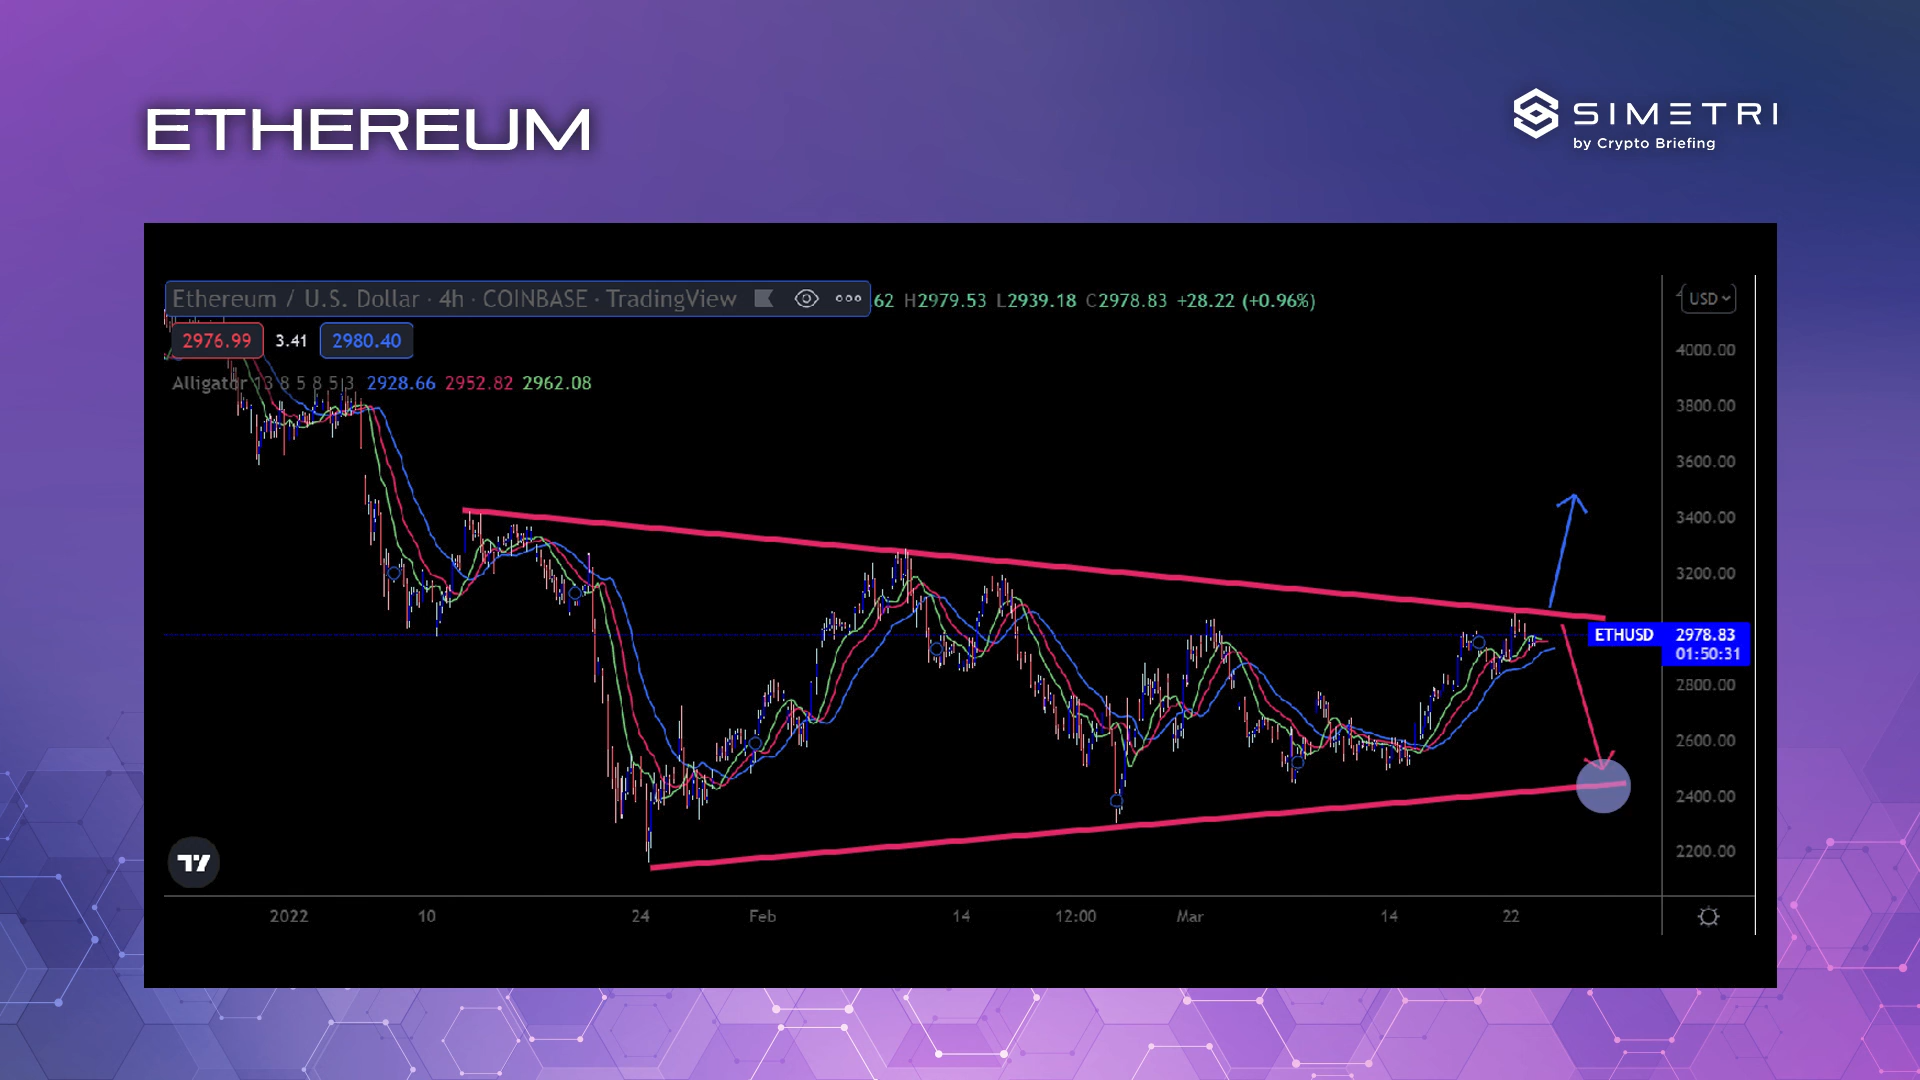 ETHEREUM
SIMETRI
by Crypto Briefing
Ethereum / U.S. Dollar · 4h · COINBASE · TradingView
.62 H2979.53 L2939.18 C2978.83 +28.22 (+0.96%)
USD
2976.99 3.41 2980.40
4000.00
Alligator 13 8 5 8 5 3 2928.66 2952.82 2962.08
3800.00
3600.00
3400.00
3200.00
ETHUSD 2978.83
01:50:31
2800.00
2600.00
2400.00
2200.00
2022 10 24 Feb 14 12:00 Mar 14 22